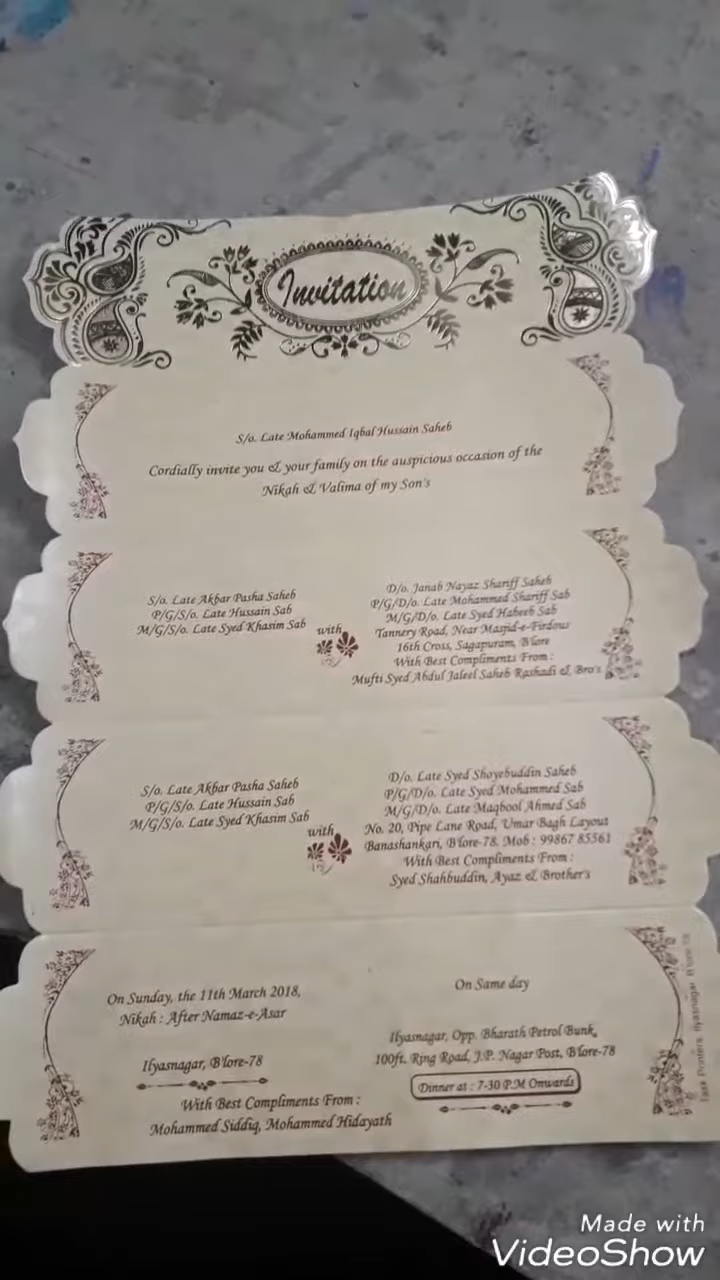 Invitation
S/o. Late Mohammed Iqbal Hussain Saheb
Cordially invite you & your family on the auspicious occasion of the
Nikah & Valima of my Son's
S/o. Late Akbar Pasha Saheb
P/G/S/o. Late Hussain Sab
M/G/S/o. Late Syed Khasim Sab
with
D/o. Janab Nayaz Shariff Saheb
P/G/D/o. Late Mohammed Shariff Sab
M/G/D/o. Late Syed Habeeb Sab
Tannery Road, Near Masjid-e-Firdous
16th Cross, Sagapuram, B'lore
With Best Compliments From :
Mufti Syed Abdul Jaleel Saheb Rashadi & Bro's
S/o. Late Akbar Pasha Saheb
P/G/S/o. Late Hussain Sab
M/G/S/o. Late Syed Khasim Sab
with
D/o. Late Syed Shoyebuddin Saheb
P/G/D/o. Late Syed Mohammed Sab
M/G/D/o. Late Maqbool Ahmed Sab
No. 20, Pipe Lane Road, Umar Bagh Layout
Banashankari, B'lore-78. Mob : 99867 85561
With Best Compliments From :
Syed Shahbuddin, Ayaz & Brother's
On Sunday, the 11th March 2018,
Nikah : After Namaz-e-Asar
Ilyasnagar, B'lore-78
With Best Compliments From :
Mohammed Siddiq, Mohammed Hidayath
On Same day
Ilyasnagar, Opp. Bharath Petrol Bunk,
100ft. Ring Road, J.P. Nagar Post, B'lore-78
Dinner at : 7-30 P.M Onwards
Printers Ilyasnagar B'lore-78
Made with
VideoShow